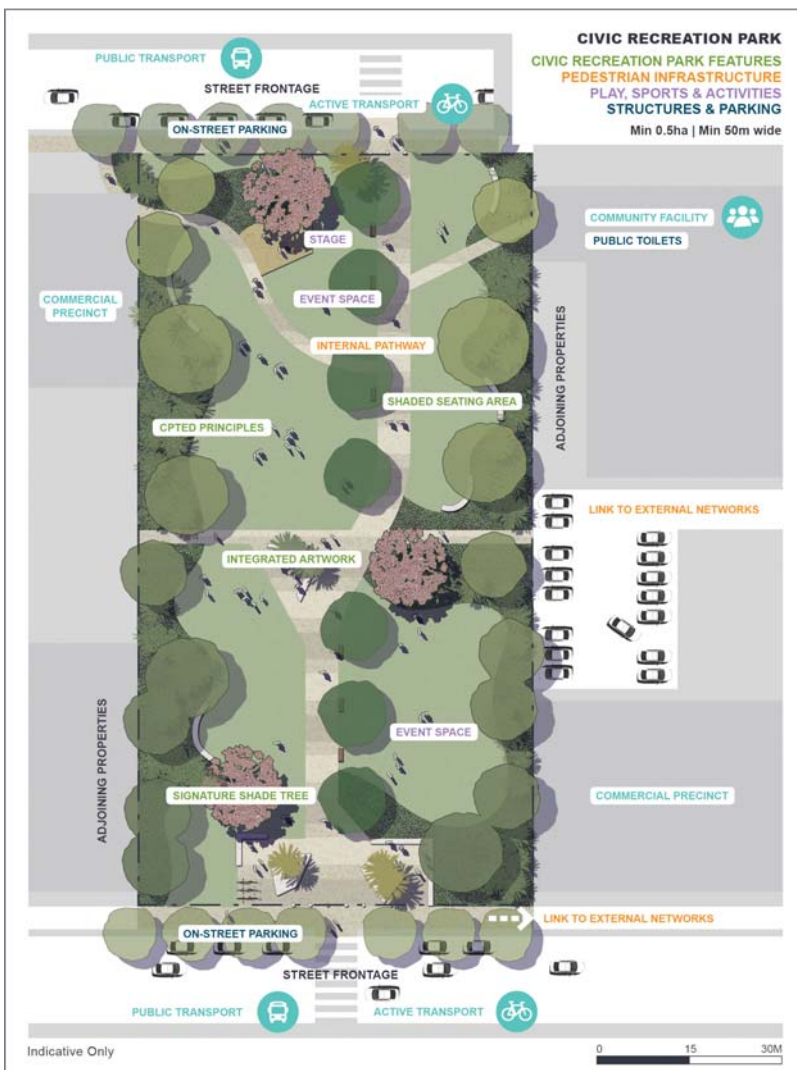 CIVIC RECREATION PARK
CIVIC RECREATION PARK FEATURES
PEDESTRIAN INFRASTRUCTURE
PLAY, SPORTS & ACTIVITIES
STRUCTURES & PARKING
Min 0.5ha | Min 50m wide
PUBLIC TRANSPORT
STREET FRONTAGE
ACTIVE TRANSPORT
ON-STREET PARKING
COMMUNITY FACILITY
PUBLIC TOILETS
STAGE
COMMERCIAL
PRECINCT
EVENT SPACE
INTERNAL PATHWAY
ADJOINING PROPERTIES
SHADED SEATING AREA
CPTED PRINCIPLES
LINK TO EXTERNAL NETWORKS
INTEGRATED ARTWORK
EVENT SPACE
ADJOINING PROPERTIES
SIGNATURE SHADE TREE
COMMERCIAL PRECINCT
LINK TO EXTERNAL NETWORKS
ON-STREET PARKING
STREET FRONTAGE
PUBLIC TRANSPORT
ACTIVE TRANSPORT
Indicative Only
0 15 30M